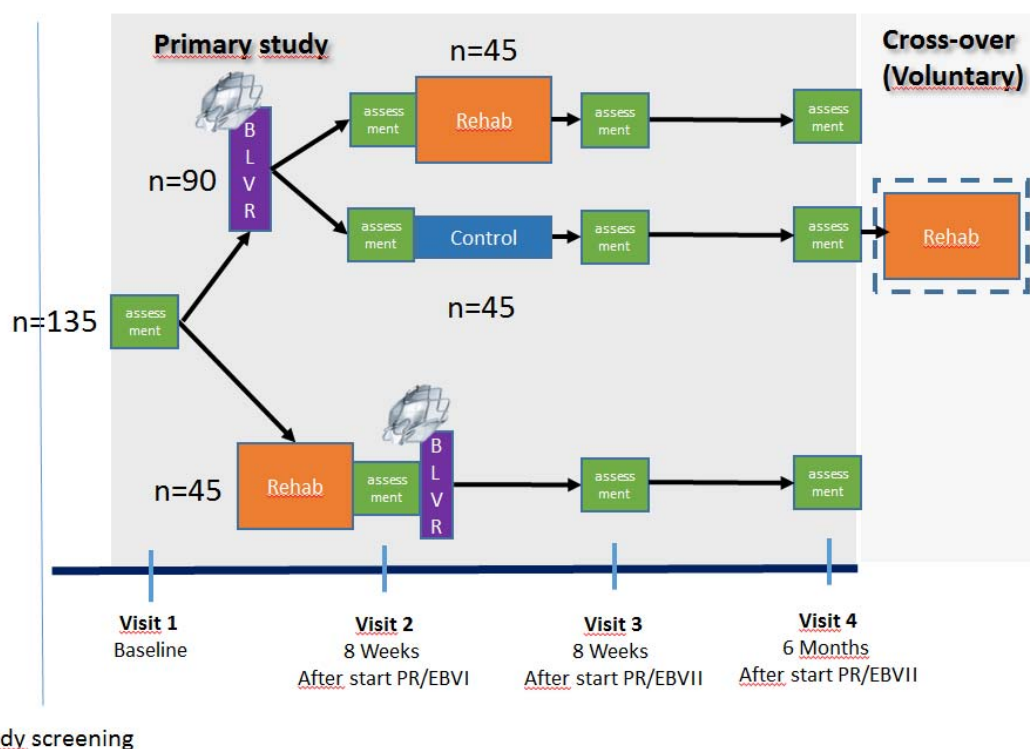 Primary study
n=45
Cross-over
(Voluntary)
assess
ment
Rehab
assess
ment
assess
ment
B
L
V
R
n=90
assess
ment
Control
assess
ment
assess
ment
Rehab
n=45
n=135
assess
ment
n=45
Rehab
assess
ment
B
L
V
R
assess
ment
assess
ment
Visit 1
Baseline
Visit 2
8 Weeks
After start PR/EBVI
Visit 3
8 Weeks
After start PR/EBVII
Visit 4
6 Months
After start PR/EBVII
dy screening